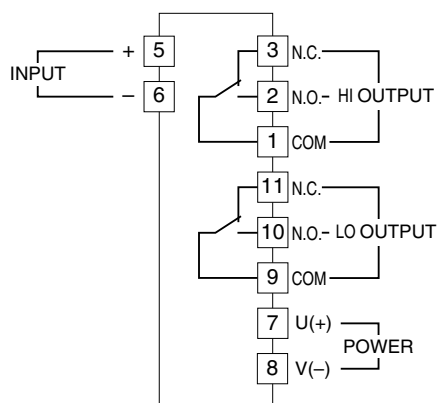 INPUT
+ 5
– 6
3 N.C.
2 N.O. HI OUTPUT
1 COM
11 N.C.
10 N.O. LO OUTPUT
9 COM
7 U(+)
POWER
8 V(–)